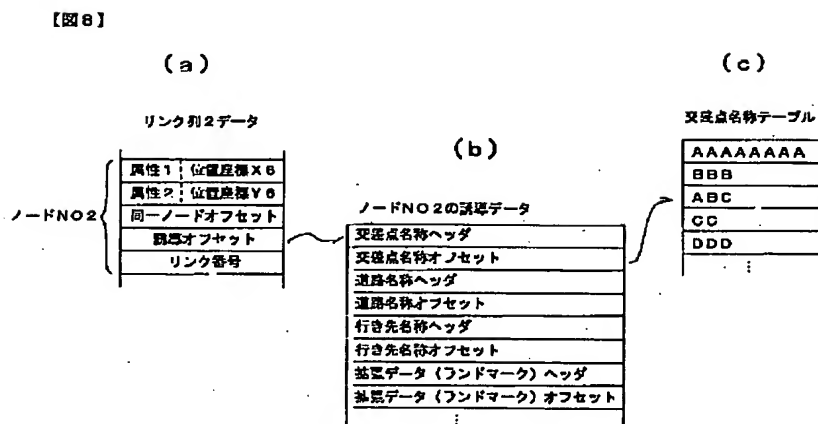 【図8】
(a)
リンク列2データ
ノードNO2
属性1 位置座標X6
属性2 位置座標Y6
同一ノードオフセット
誘導オフセット
リンク番号
(b)
ノードNO2の誘導データ
交差点名称ヘッダ
交差点名称オフセット
道路名称ヘッダ
道路名称オフセット
行き先名称ヘッダ
行き先名称オフセット
拡張データ(ランドマーク)ヘッダ
拡張データ(ランドマーク)オフセット
⋮
(c)
交差点名称テーブル
AAAAAAAA
BBB
ABC
CC
DDD
⋮